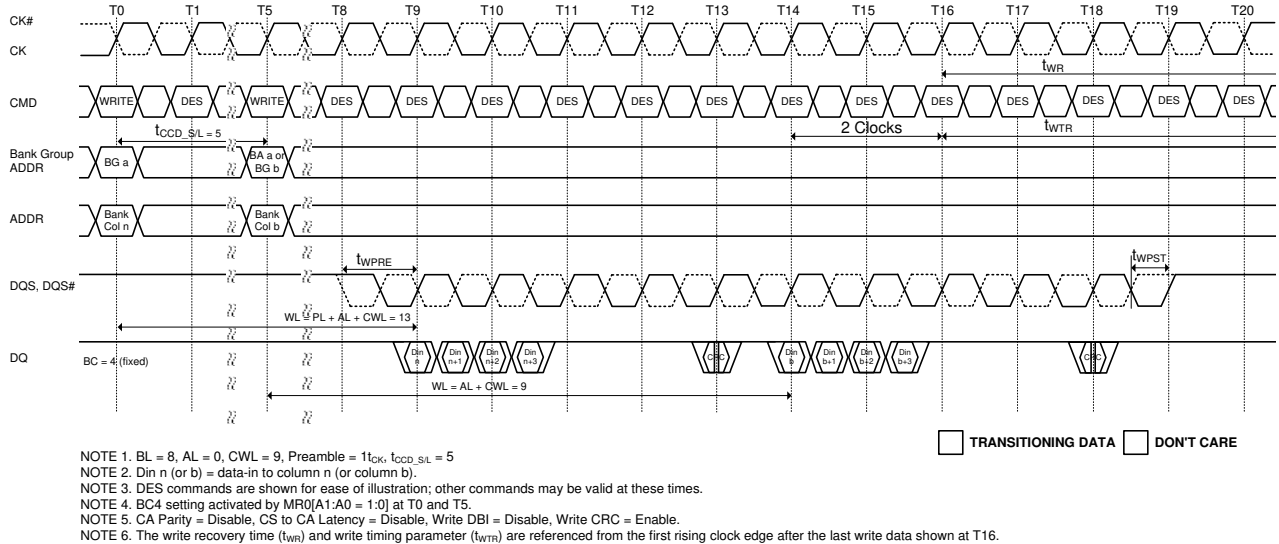 T0 T1 T5 T8 T9 T10 T11 T12 T13 T14 T15 T16 T17 T18 T19 T20
CK#
CK
tWR
CMD WRITE DES WRITE DES DES DES DES DES DES DES DES DES DES DES DES DES
tCCD_S/L = 5
2 Clocks
tWTR
Bank Group
ADDR
BG a
BA a or
BG b
ADDR
Bank
Col n
Bank
Col b
tWPRE
tWPST
DQS, DQS#
WL = PL + AL + CWL = 13
DQ
BC = 4 (fixed)
Din
n
Din
n+1
Din
n+2
Din
n+3
CRC
Din
b
Din
b+1
Din
b+2
Din
b+3
CRC
WL = AL + CWL = 9
TRANSITIONING DATA DON'T CARE
NOTE 1. BL = 8, AL = 0, CWL = 9, Preamble = 1tCK, tCCD_S/L = 5
NOTE 2. Din n (or b) = data-in to column n (or column b).
NOTE 3. DES commands are shown for ease of illustration; other commands may be valid at these times.
NOTE 4. BC4 setting activated by MR0[A1:A0 = 1:0] at T0 and T5.
NOTE 5. CA Parity = Disable, CS to CA Latency = Disable, Write DBI = Disable, Write CRC = Enable.
NOTE 6. The write recovery time (tWR) and write timing parameter (tWTR) are referenced from the first rising clock edge after the last write data shown at T16.